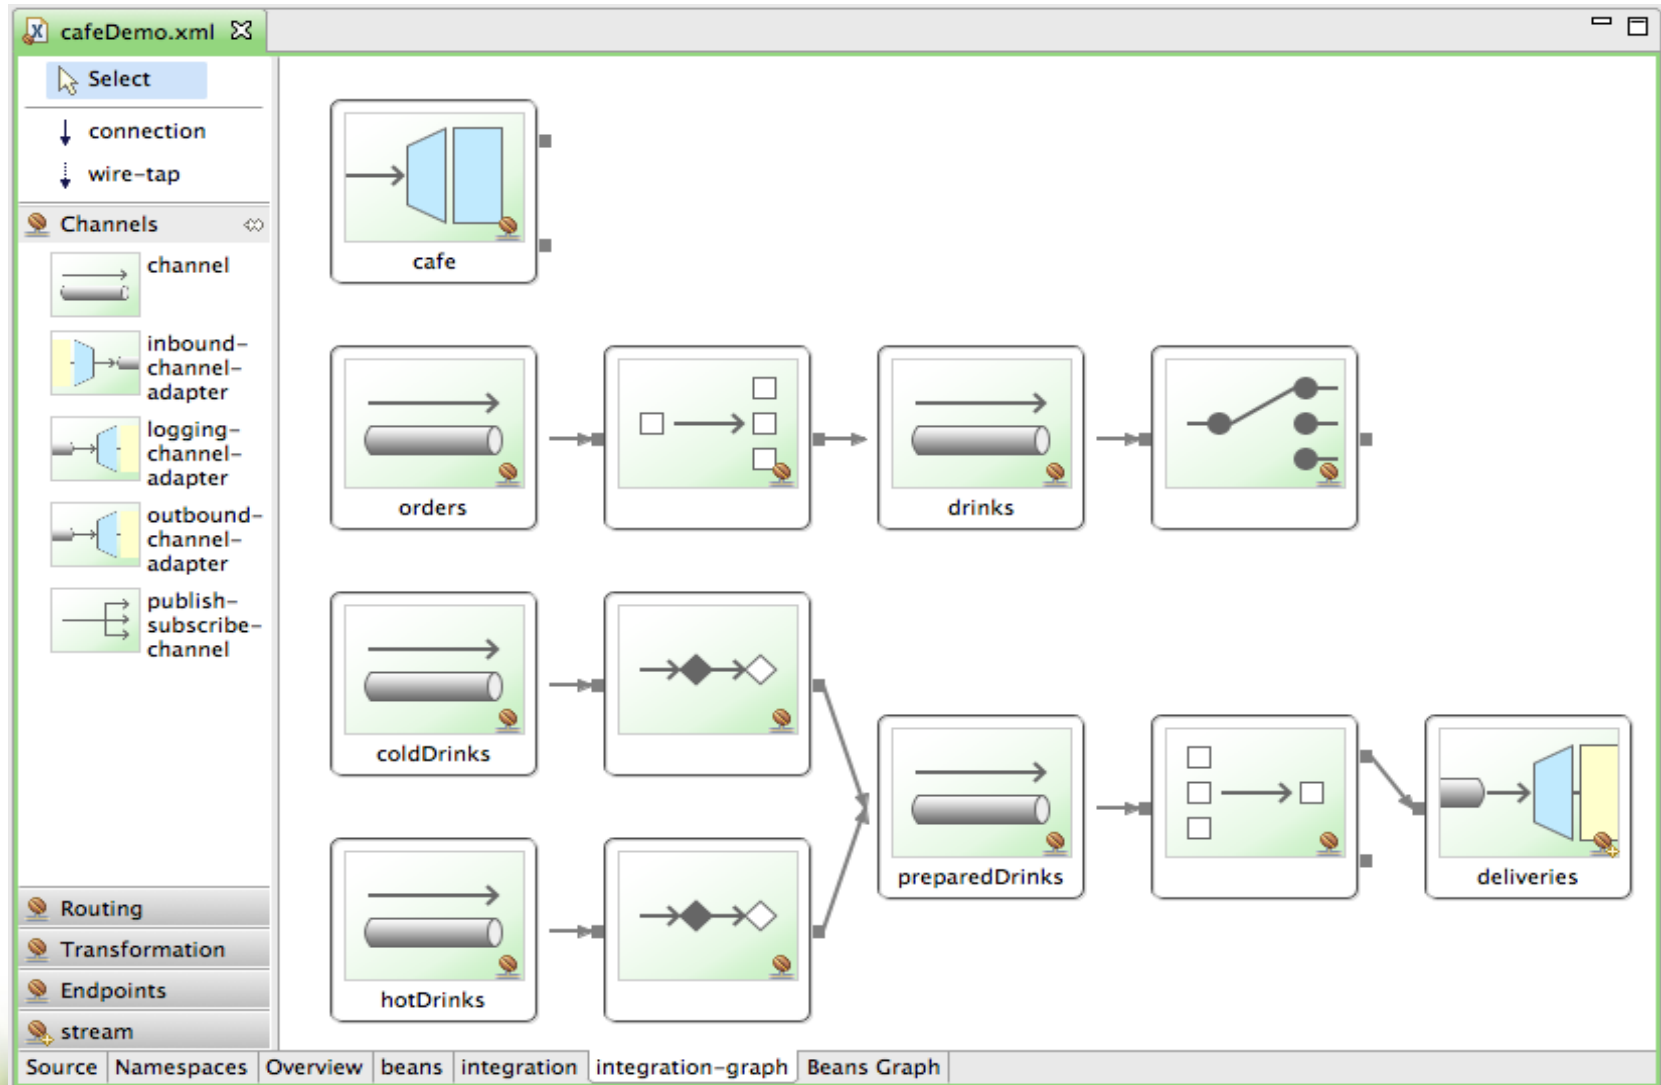 cafeDemo.xml
Select
connection
wire-tap
Channels
channel
inbound-
channel-
adapter
logging-
channel-
adapter
outbound-
channel-
adapter
publish-
subscribe-
channel
Routing
Transformation
Endpoints
stream
cafe
orders
drinks
coldDrinks
preparedDrinks
deliveries
hotDrinks
Source Namespaces Overview beans integration integration-graph Beans Graph